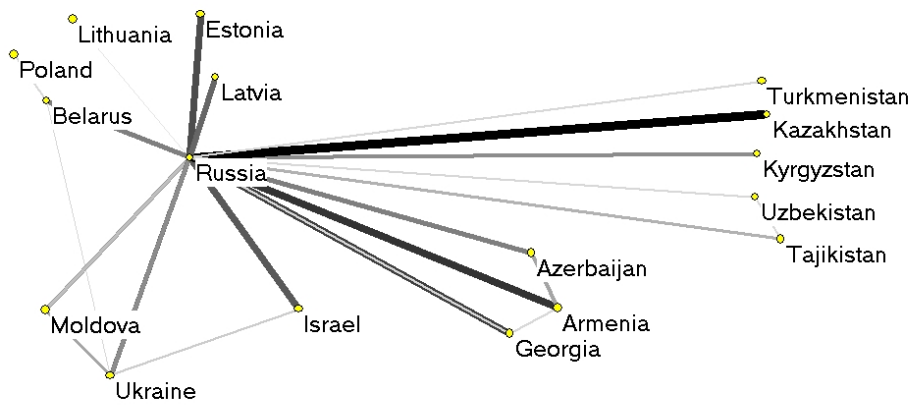 Lithuania
Estonia
Poland
Latvia
Belarus
Turkmenistan
Kazakhstan
Russia
Kyrgyzstan
Uzbekistan
Tajikistan
Azerbaijan
Moldova
Israel
Armenia
Georgia
Ukraine